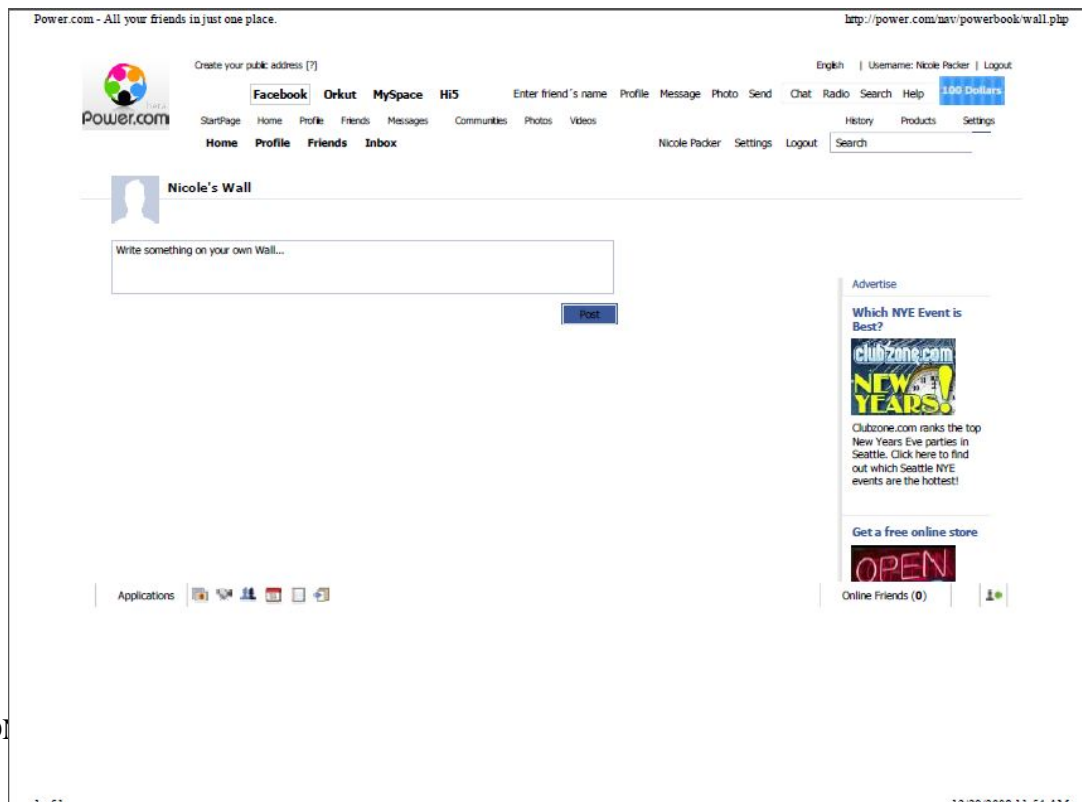 Power.com - All your friends in just one place. http://power.com/nav/powerbook/wall.php
Create your public address [?] English | Username: Nicole Packer | Logout
Facebook Orkut MySpace Hi5 Enter friend´s name Profile Message Photo Send Chat Radio Search Help 100 Dollars
beta
Power.com
StartPage Home Profile Friends Messages Communities Photos Videos History Products Settings
Home Profile Friends Inbox Nicole Packer Settings Logout Search
Nicole's Wall
Write something on your own Wall...
Post
Advertise
Which NYE Event is
Best?
clubzone.com
NEW
YEARS!
Clubzone.com ranks the top
New Years Eve parties in
Seattle. Click here to find
out which Seattle NYE
events are the hottest!
Get a free online store
OPEN
Applications Online Friends (0)